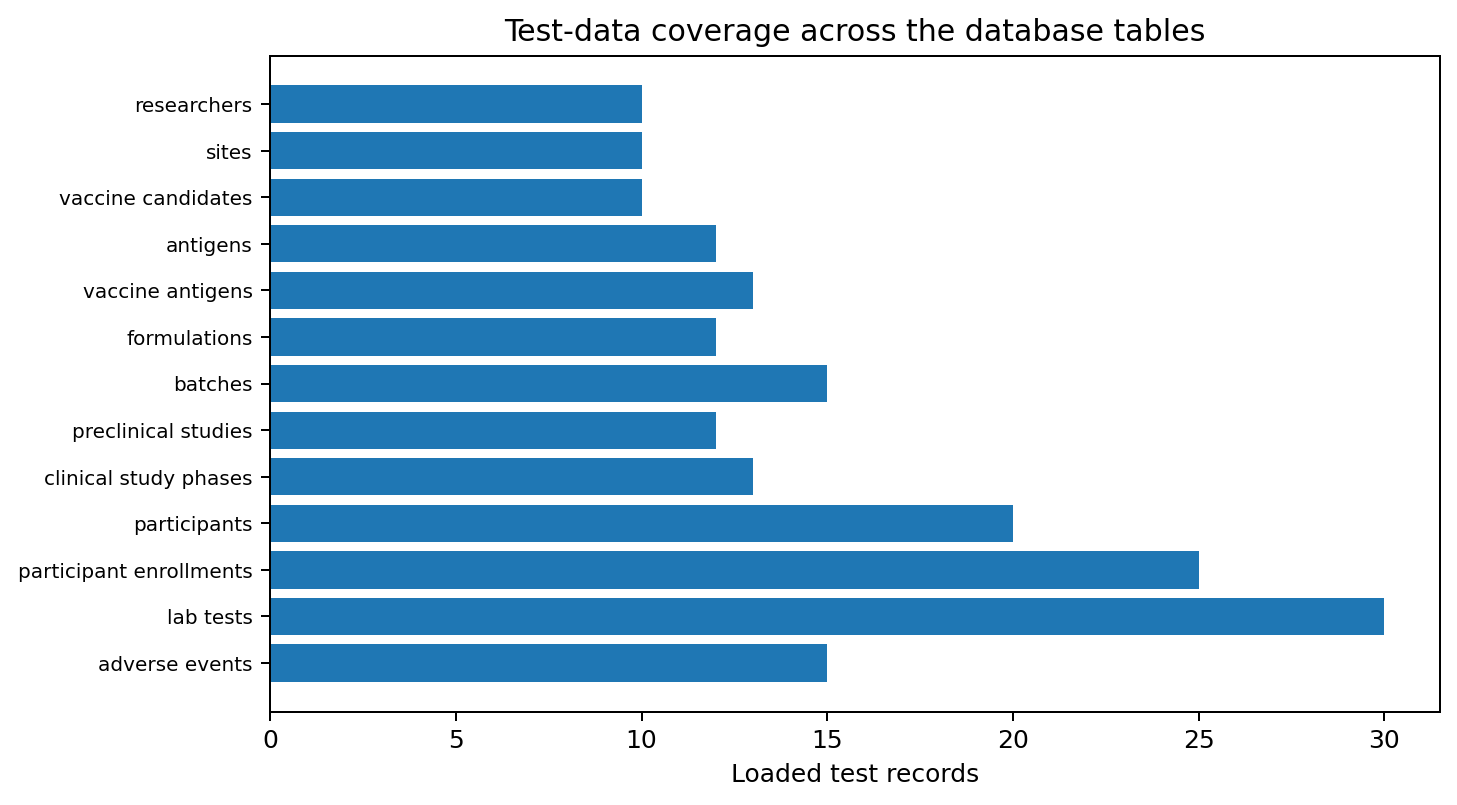 Test-data coverage across the database tables
researchers
sites
vaccine candidates
antigens
vaccine antigens
formulations
batches
preclinical studies
clinical study phases
participants
participant enrollments
lab tests
adverse events
0 5 10 15 20 25 30
Loaded test records